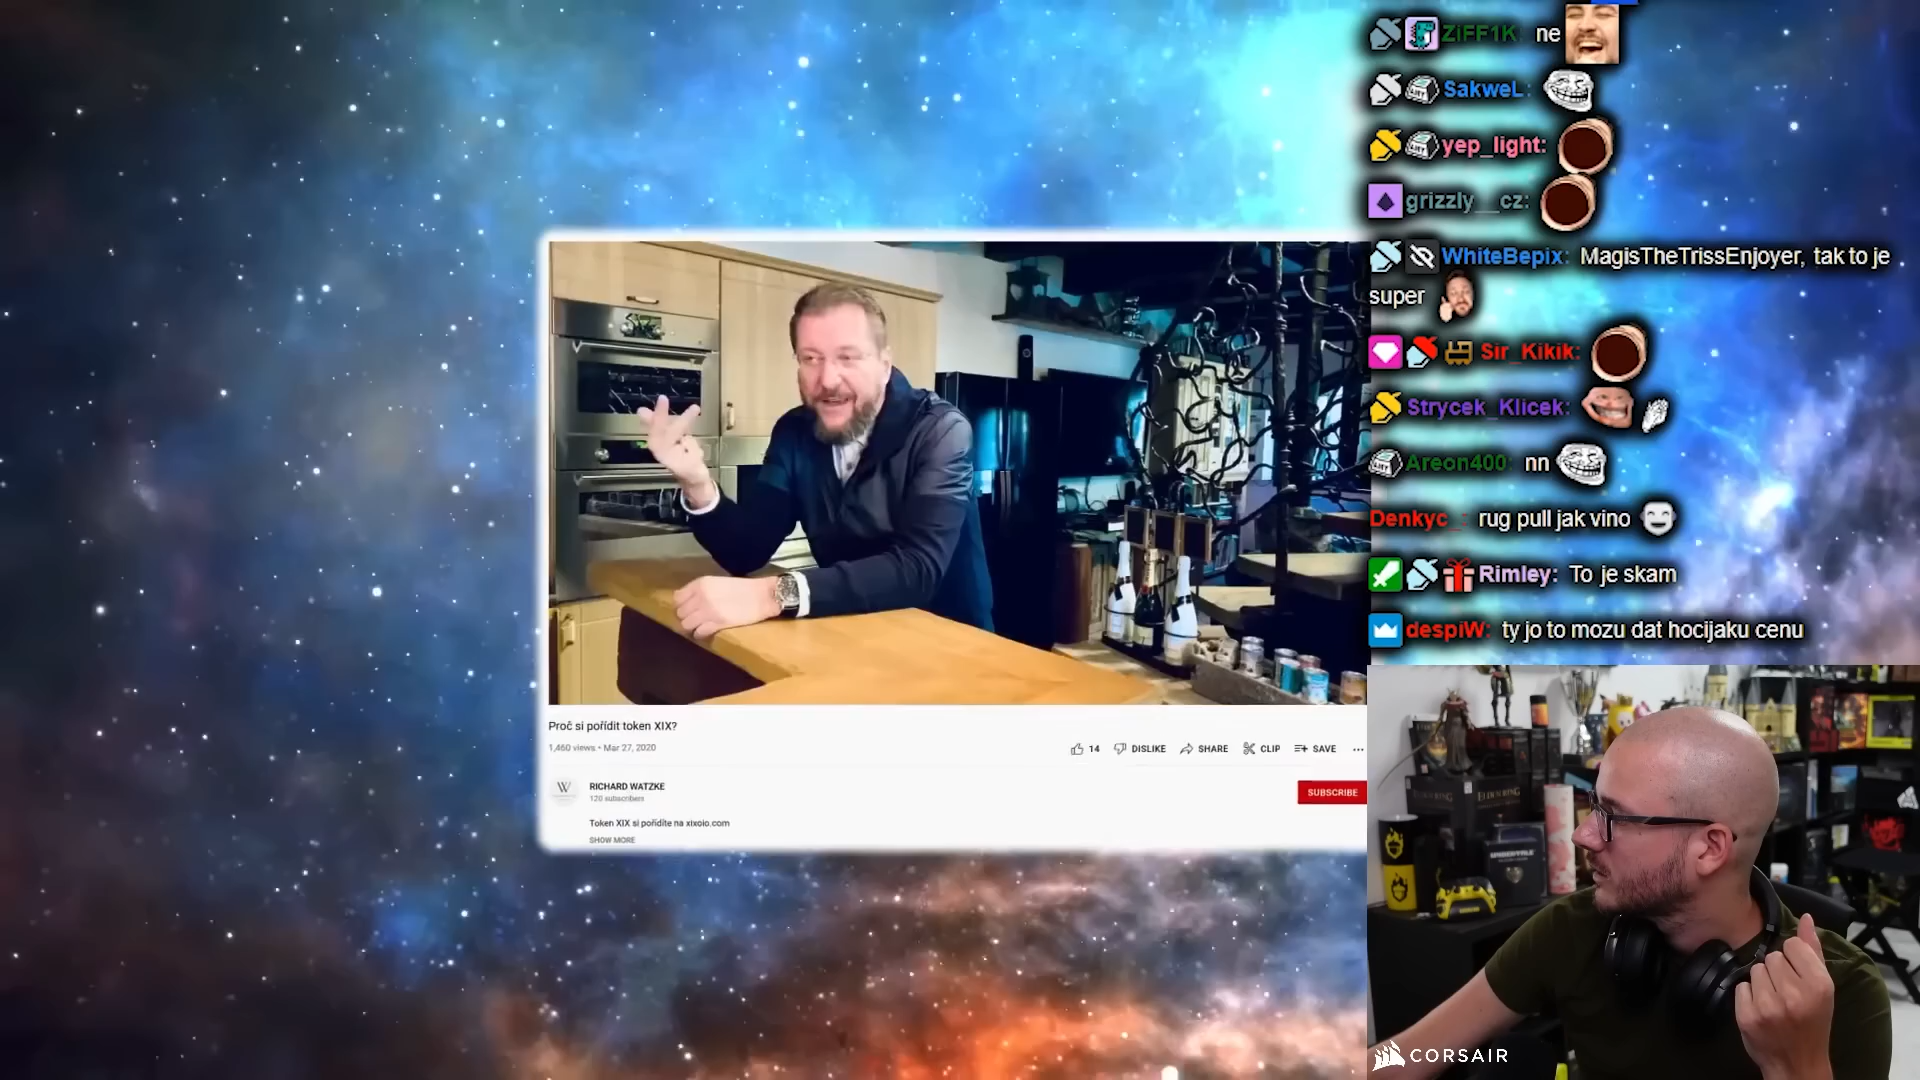 ZiFF1K: ne
SakweL:
yep_light:
grizzly__cz:
WhiteBepix: MagisTheTrissEnjoyer, tak to je
super
Sir_Kikik:
Strycek_Klicek:
Areon400: nn
Denkyc_: rug pull jak vino
Rimley: To je skam
despiW: ty jo to mozu dat hocijaku cenu
Proč si pořídit token XIX?
1,460 views • Mar 27, 2020
14 DISLIKE SHARE CLIP SAVE ...
W
RICHARD WATZKE
120 subscribers
SUBSCRIBE
Token XIX si pořídíte na xixoio.com
SHOW MORE
ELDEN RING
UNDERTALE
CORSAIR